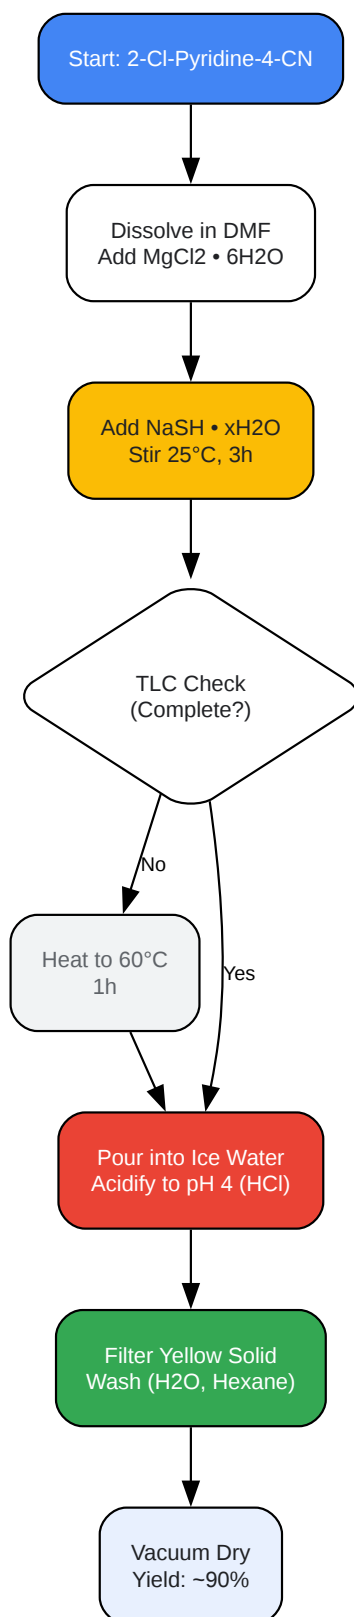 Start: 2-Cl-Pyridine-4-CN
Dissolve in DMF
Add MgCl2 • 6H2O
Add NaSH • xH2O
Stir 25°C, 3h
TLC Check
(Complete?)
No
Heat to 60°C
1h
Yes
Pour into Ice Water
Acidify to pH 4 (HCl)
Filter Yellow Solid
Wash (H2O, Hexane)
Vacuum Dry
Yield: ~90%